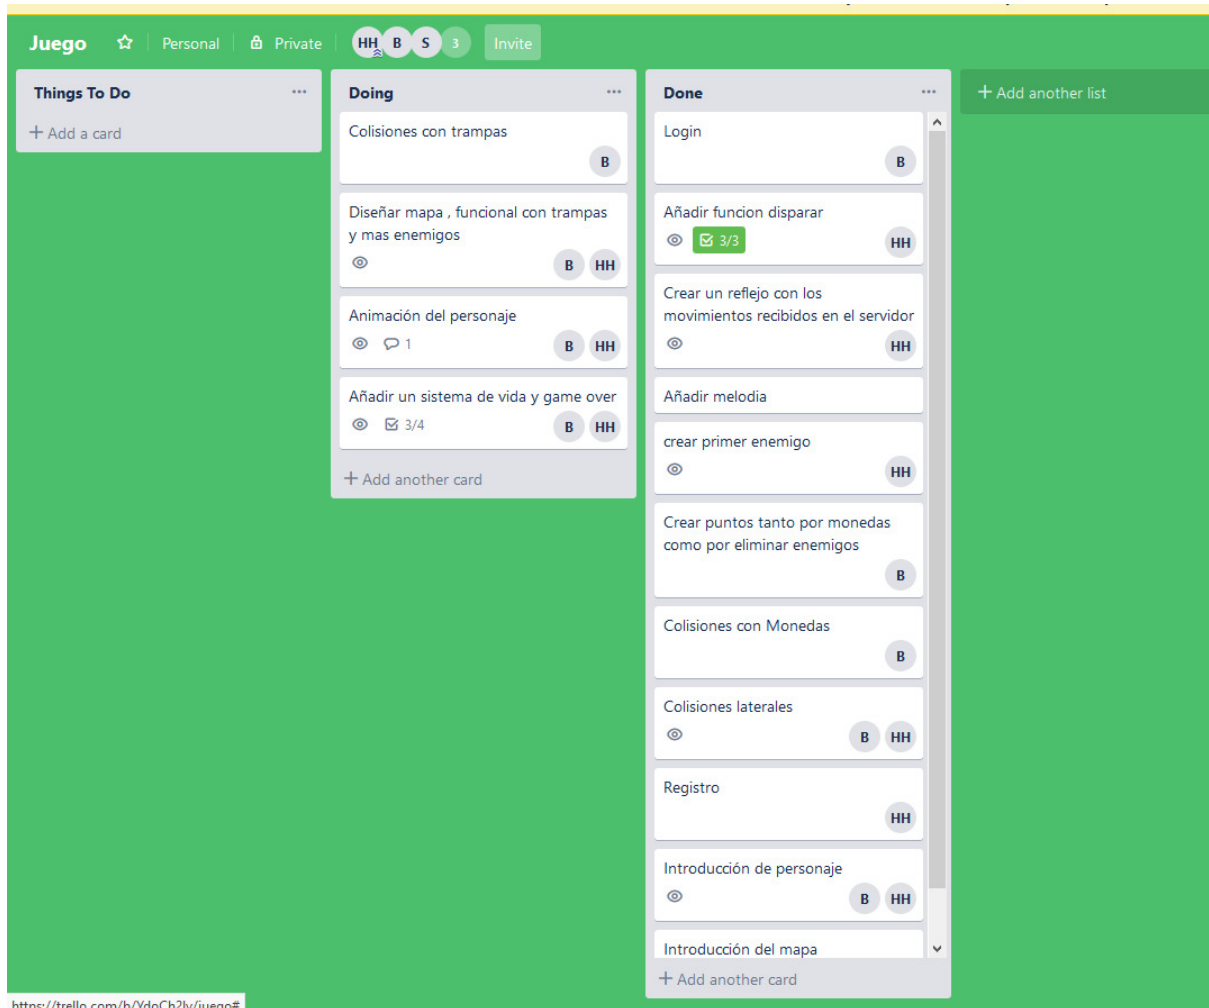 Juego Personal Private HH B S 3 Invite
Things To Do
+ Add a card
Doing
Colisiones con trampas
B
Diseñar mapa , funcional con trampas
y mas enemigos
B HH
Animación del personaje
1 B HH
Añadir un sistema de vida y game over
3/4 B HH
+ Add another card
Done
Login
B
Añadir funcion disparar
3/3 HH
Crear un reflejo con los
movimientos recibidos en el servidor
HH
Añadir melodia
crear primer enemigo
HH
Crear puntos tanto por monedas
como por eliminar enemigos
B
Colisiones con Monedas
B
Colisiones laterales
B HH
Registro
HH
Introducción de personaje
B HH
Introducción del mapa
+ Add another card
+ Add another list